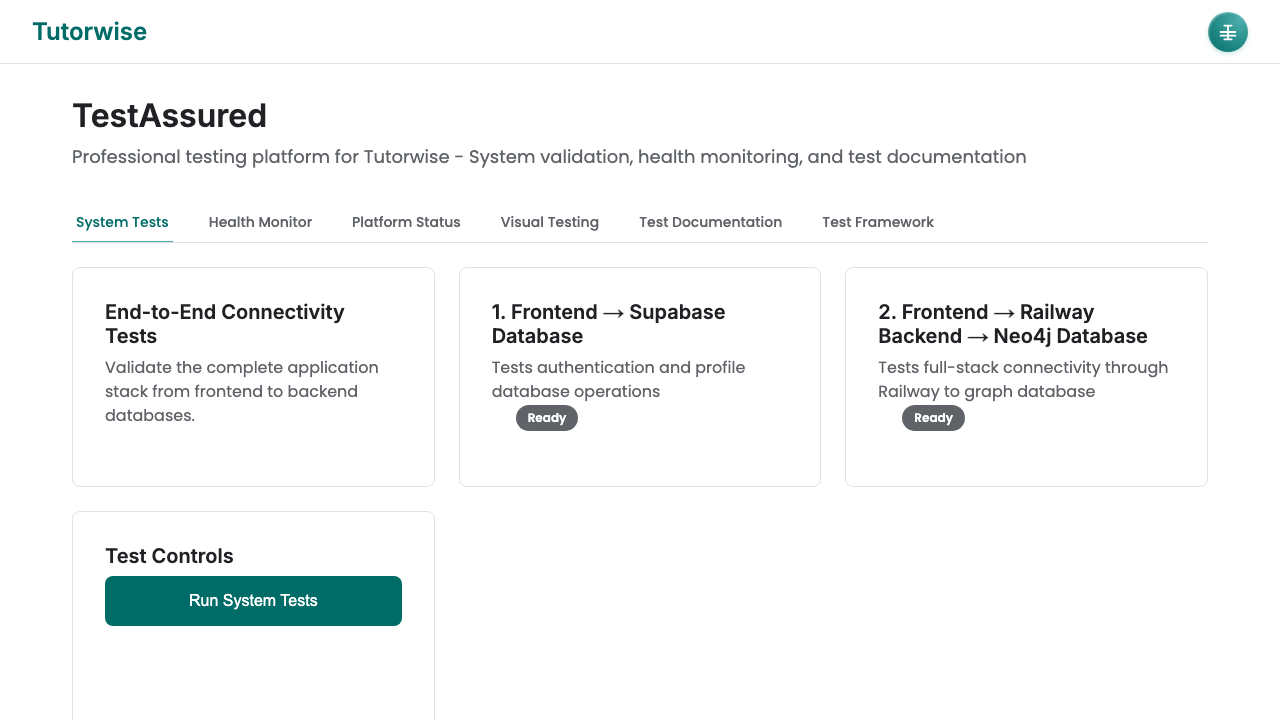 Tutorwise
TestAssured
Professional testing platform for Tutorwise - System validation, health monitoring, and test documentation
System Tests
Health Monitor
Platform Status
Visual Testing
Test Documentation
Test Framework
End-to-End Connectivity
Tests
Validate the complete application
stack from frontend to backend
databases.
1. Frontend → Supabase
Database
Tests authentication and profile
database operations
Ready
2. Frontend → Railway
Backend → Neo4j Database
Tests full-stack connectivity through
Railway to graph database
Ready
Test Controls
Run System Tests